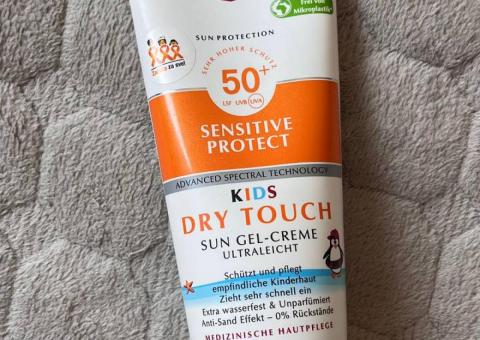 Frei von
Mikroplastik*
za sve!
SUN PROTECTION
SEHR HOHER SCHUTZ
50+
LSF UVB UVA
SENSITIVE
PROTECT
ADVANCED SPECTRAL TECHNOLOGY
KIDS
DRY TOUCH
SUN GEL-CREME
ULTRALEICHT
Schützt und pflegt
empfindliche Kinderhaut
Zieht sehr schnell ein
Extra wasserfest & Unparfümiert
Anti-Sand Effekt – 0% Rückstände
MEDIZINISCHE HAUTPFLEGE